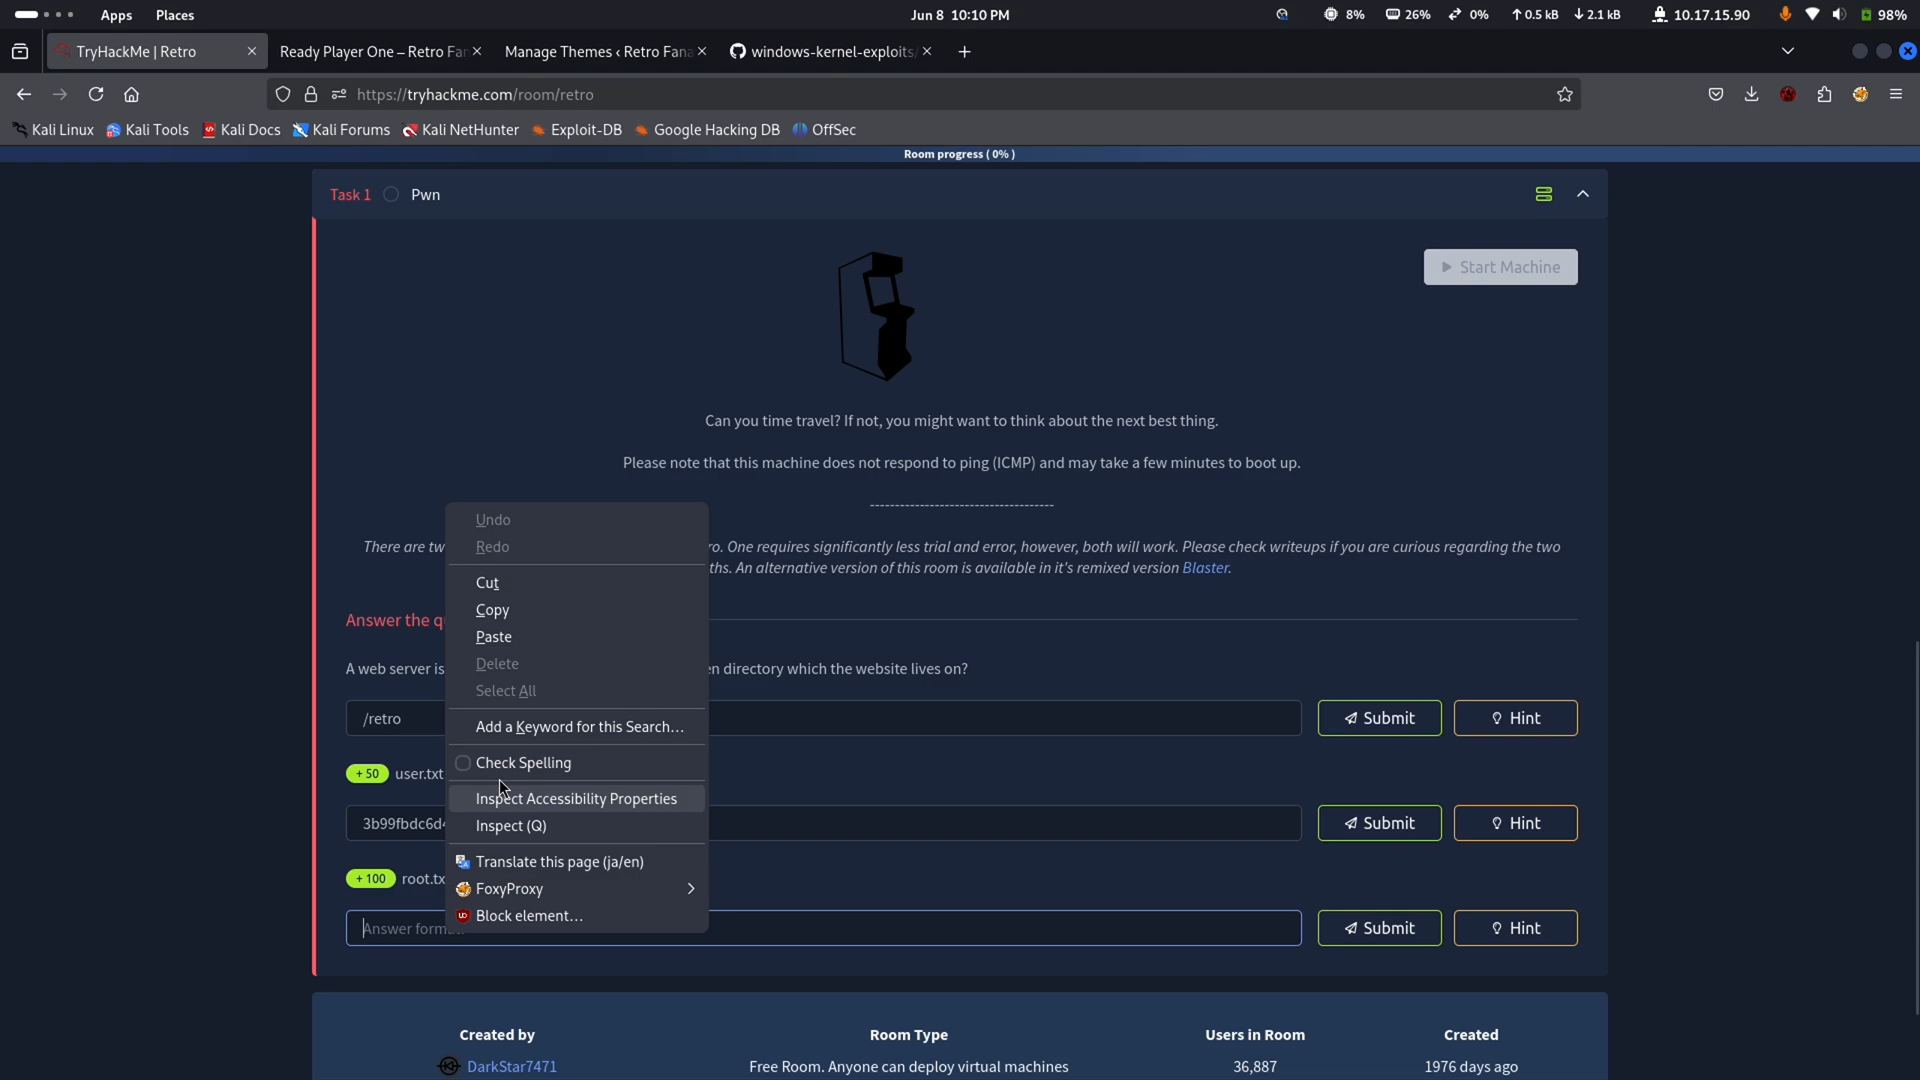 Apps Places Jun 8 10:10 PM 8% 26% 0% 0.5 kB 2.1 kB 10.17.15.90 98%
TryHackMe | Retro Ready Player One – Retro Fan Manage Themes ‹ Retro Fana windows-kernel-exploits/
https://tryhackme.com/room/retro
Kali Linux Kali Tools Kali Docs Kali Forums Kali NetHunter Exploit-DB Google Hacking DB OffSec
Room progress ( 0% )
Task 1 Pwn
Start Machine
Can you time travel? If not, you might want to think about the next best thing.
Please note that this machine does not respond to ping (ICMP) and may take a few minutes to boot up.
-------------------------------------
There are tw ro. One requires significantly less trial and error, however, both will work. Please check writeups if you are curious regarding the two
ths. An alternative version of this room is available in it's remixed version Blaster.
Undo
Redo
Cut
Copy
Paste
Delete
Select All
Add a Keyword for this Search…
Check Spelling
Inspect Accessibility Properties
Inspect (Q)
Translate this page (ja/en)
FoxyProxy
Block element…
Answer the q
A web server is en directory which the website lives on?
/retro Submit Hint
+ 50 user.txt
3b99fbdc6d4 Submit Hint
+ 100 root.tx
Answer forma Submit Hint
Created by Room Type Users in Room Created
DarkStar7471 Free Room. Anyone can deploy virtual machines 36,887 1976 days ago